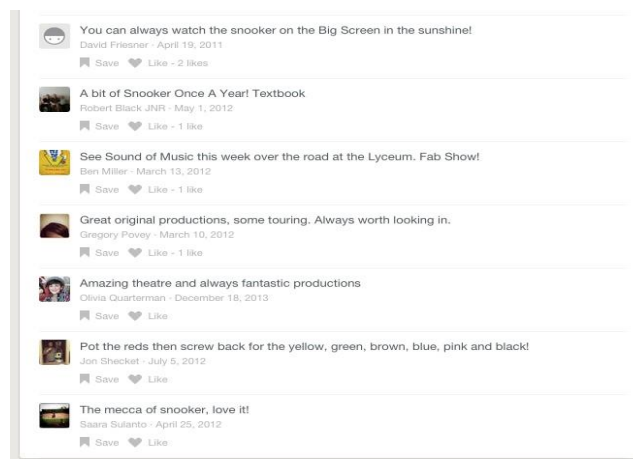 You can always watch the snooker on the Big Screen in the sunshine!
David Friesner · April 19, 2011
Save Like - 2 likes
A bit of Snooker Once A Year! Textbook
Robert Black JNR · May 1, 2012
Save Like - 1 like
See Sound of Music this week over the road at the Lyceum. Fab Show!
Ben Miller · March 13, 2012
Save Like - 1 like
Great original productions, some touring. Always worth looking in.
Gregory Povey · March 10, 2012
Save Like - 1 like
Amazing theatre and always fantastic productions
Olivia Quarterman · December 18, 2013
Save Like
Pot the reds then screw back for the yellow, green, brown, blue, pink and black!
Jon Shecket · July 5, 2012
Save Like
The mecca of snooker, love it!
Saara Sulanto · April 25, 2012
Save Like